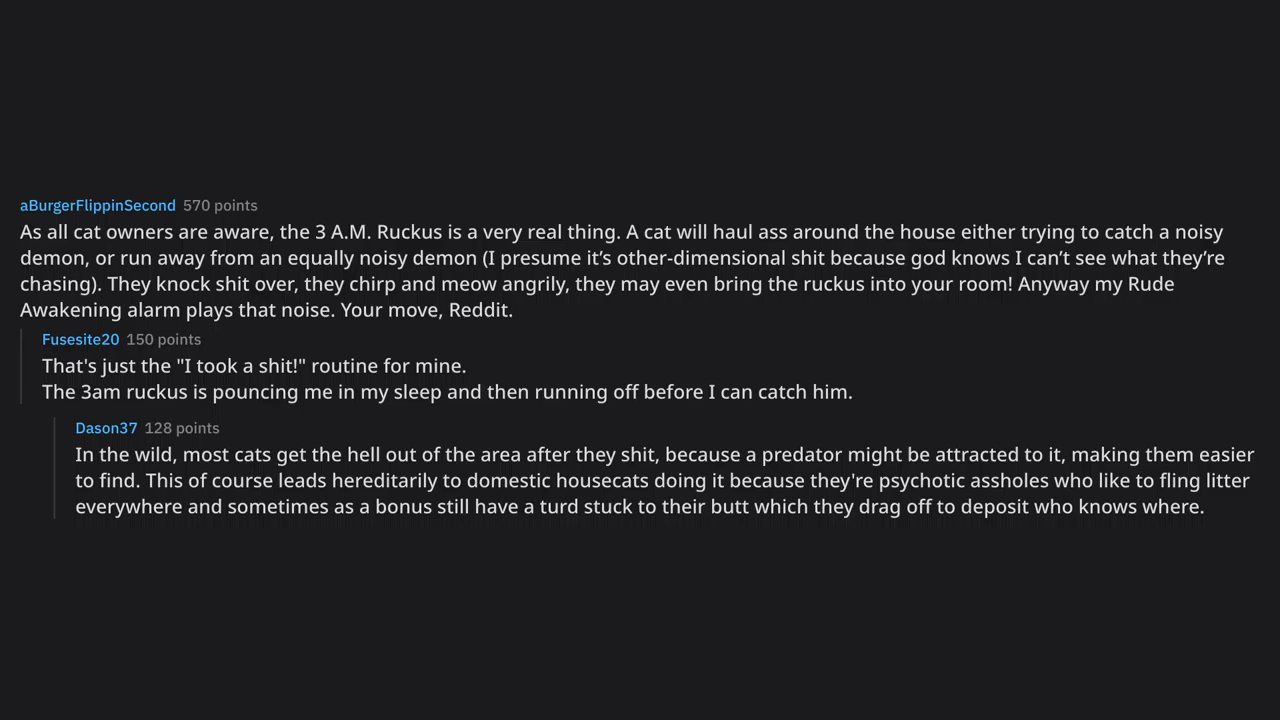 aBurgerFlippinSecond 570 points
As all cat owners are aware, the 3 A.M. Ruckus is a very real thing. A cat will haul ass around the house either trying to catch a noisy
demon, or run away from an equally noisy demon (I presume it’s other-dimensional shit because god knows I can’t see what they’re
chasing). They knock shit over, they chirp and meow angrily, they may even bring the ruckus into your room! Anyway my Rude
Awakening alarm plays that noise. Your move, Reddit.
Fusesite20 150 points
That's just the "I took a shit!" routine for mine.
The 3am ruckus is pouncing me in my sleep and then running off before I can catch him.
Dason37 128 points
In the wild, most cats get the hell out of the area after they shit, because a predator might be attracted to it, making them easier
to find. This of course leads hereditarily to domestic housecats doing it because they're psychotic assholes who like to fling litter
everywhere and sometimes as a bonus still have a turd stuck to their butt which they drag off to deposit who knows where.